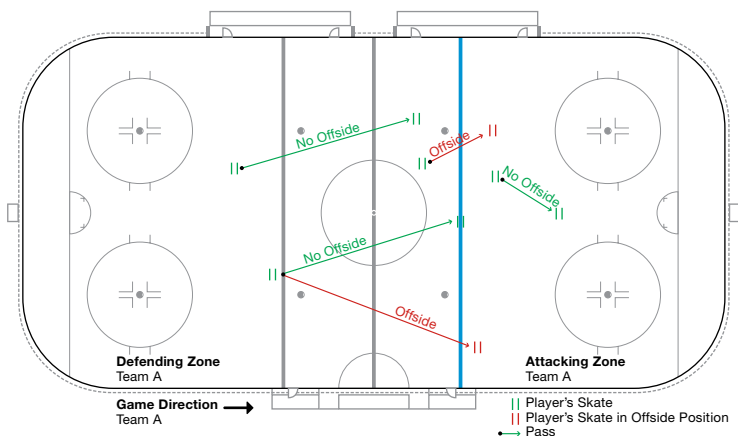 No Offside
Offside
No Offside
No Offside
Offside
Defending Zone
Team A
Attacking Zone
Team A
Game Direction
Team A
Player's Skate
Player's Skate in Offside Position
Pass